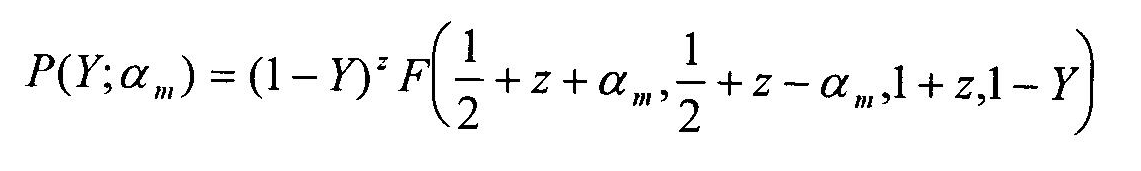 P(Y;α_m) = (1 − Y)^z F(1/2 + z + α_m, 1/2 + z − α_m, 1 + z, 1 − Y)